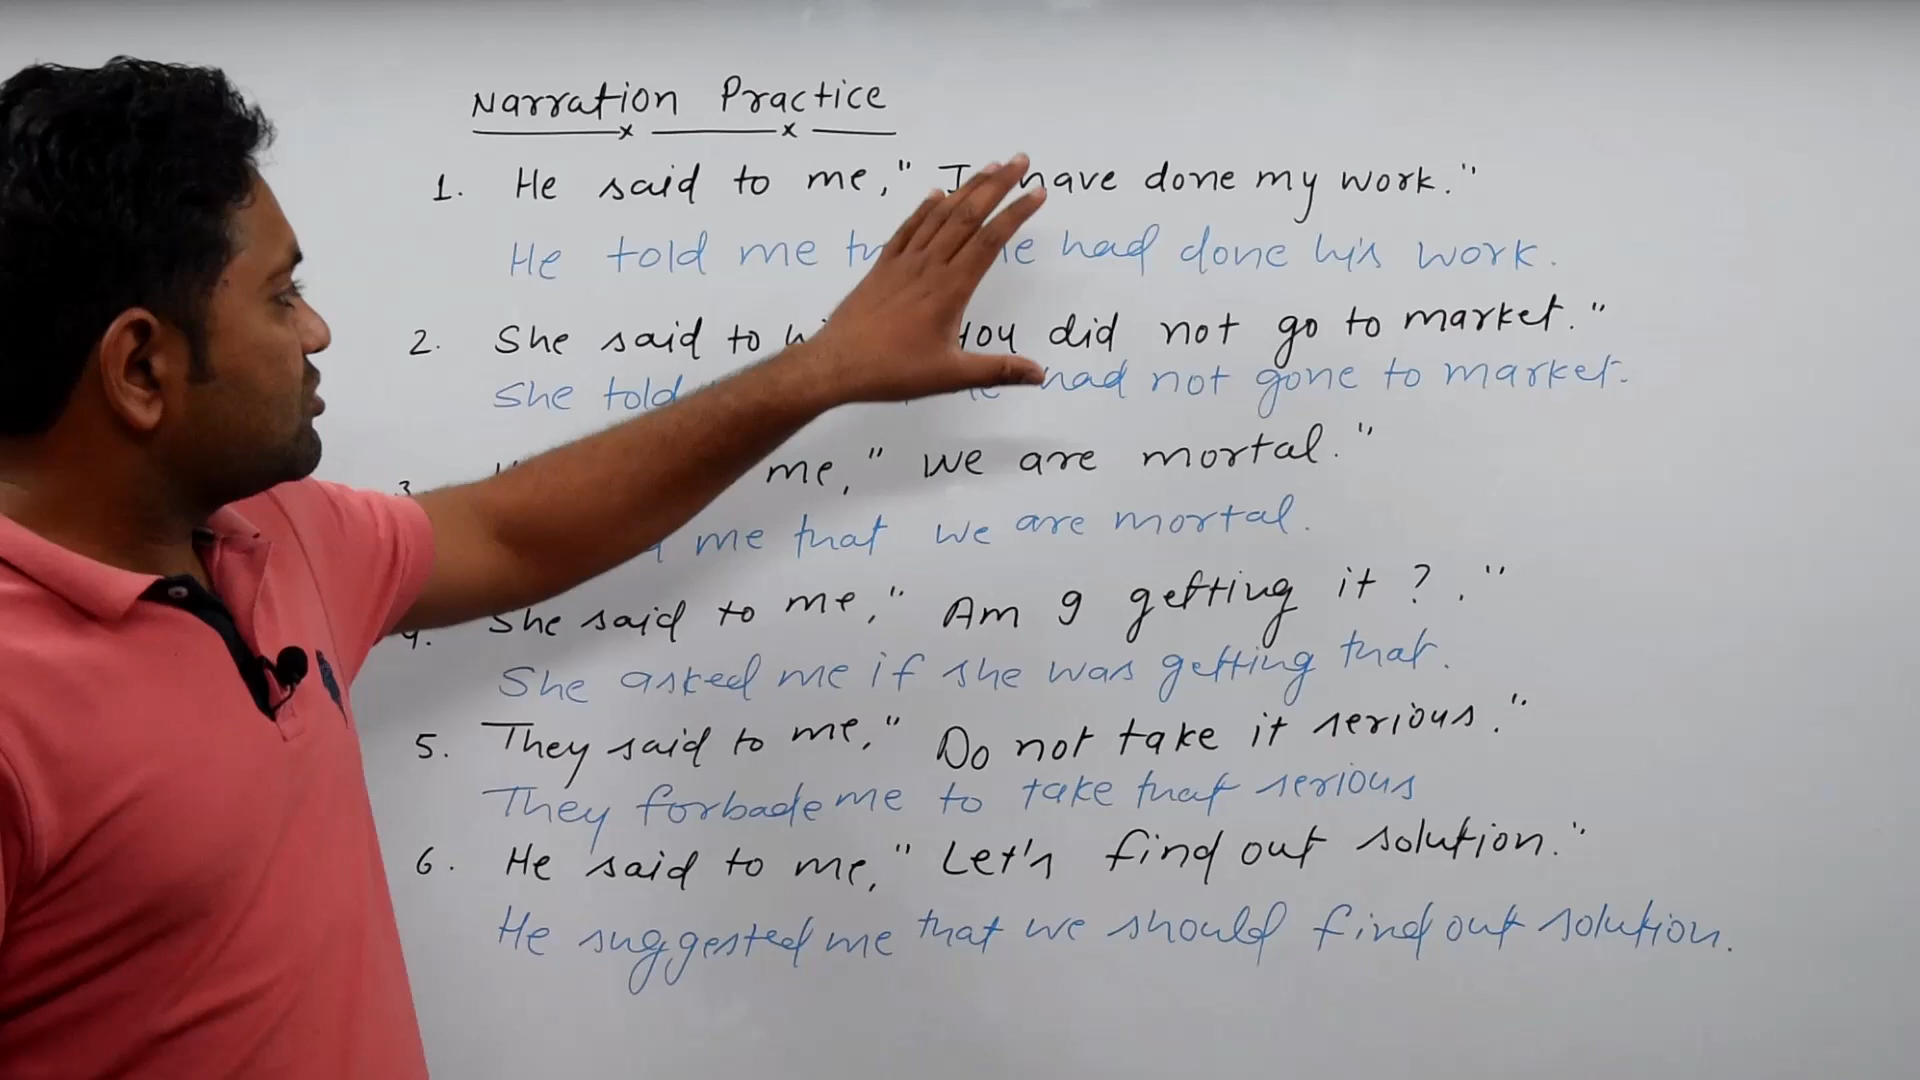 Narration Practice
1. He said to me, " I have done my work."
He told me he had done his work.
2. She said to you did not go to market."
She told had not gone to market.
3. me, " we are mortal."
me that we are mortal.
4. She said to me, " Am I getting it ? . "
She asked me if she was getting that.
5. They said to me, " Do not take it serious."
They forbade me to take that serious
6. He said to me, " Let's find out solution."
He suggested me that we should find out solution.